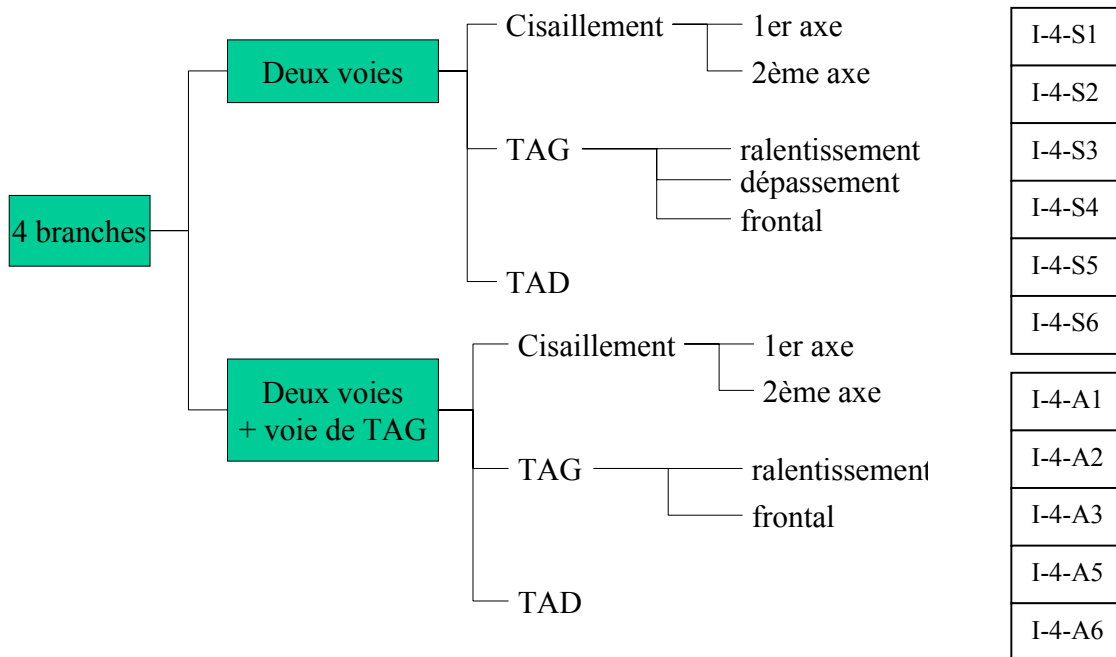 Cisaillement
1er axe
I-4-S1
Deux voies
2ème axe
I-4-S2
TAG
ralentissement
I-4-S3
dépassement
4 branches
frontal
I-4-S4
TAD
I-4-S5
Cisaillement
1er axe
I-4-S6
Deux voies
+ voie de TAG
2ème axe
I-4-A1
TAG
ralentissement
I-4-A2
frontal
I-4-A3
I-4-A5
TAD
I-4-A6